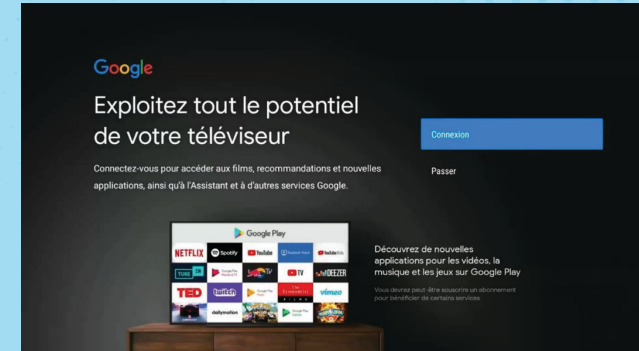 Google
Exploitez tout le potentiel
de votre téléviseur
Connectez-vous pour accéder aux films, recommandations et nouvelles
applications, ainsi qu'à l'Assistant et à d'autres services Google.
Connexion
Passer
Google Play
NETFLIX Spotify YouTube YouTube Kids
TV DEEZER
TED twitch vimeo
dailymotion
Découvrez de nouvelles
applications pour les vidéos, la
musique et les jeux sur Google Play
Vous devrez peut-être souscrire un abonnement
pour bénéficier de certains services